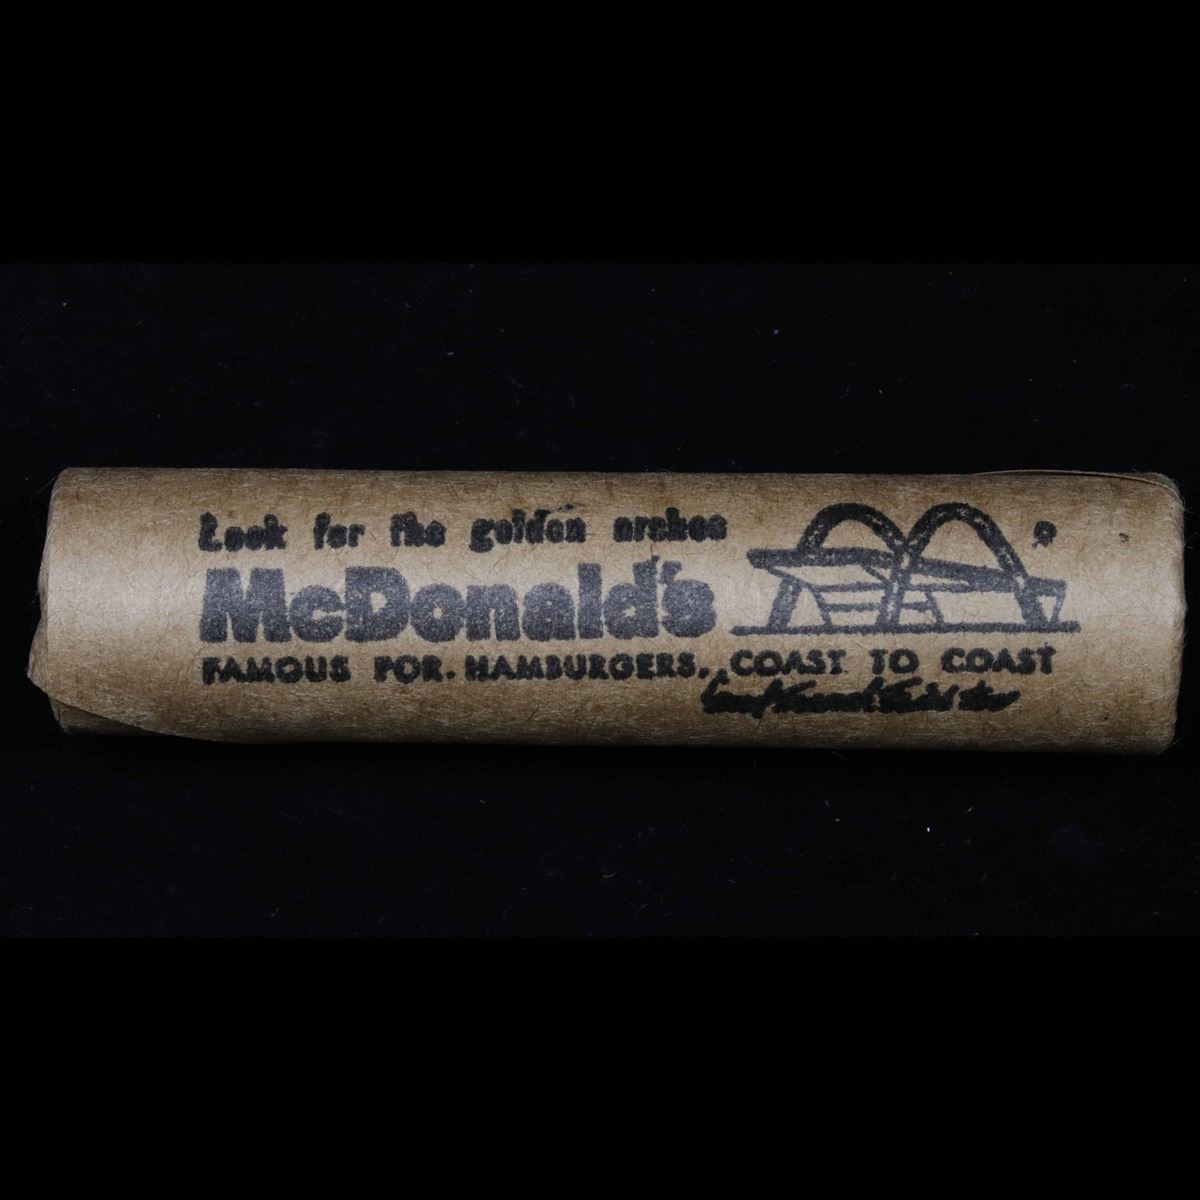 Look for the golden arches
McDonald's
FAMOUS FOR. HAMBURGERS, COAST TO COAST